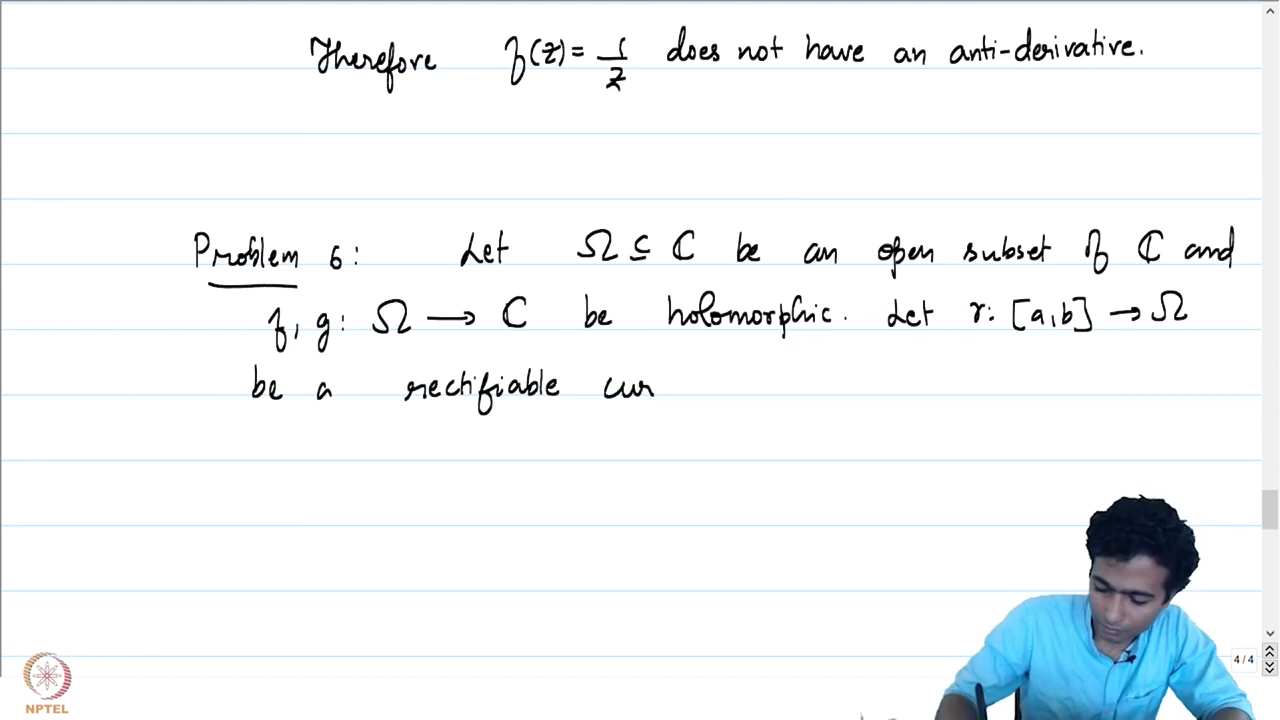 Therefore f(z) = 1/z does not have an anti-derivative.
Problem 6: Let Ω ⊆ ℂ be an open subset of ℂ and
f, g: Ω → ℂ be holomorphic. Let γ: [a,b] → Ω
be a rectifiable cur
4 / 4
NPTEL